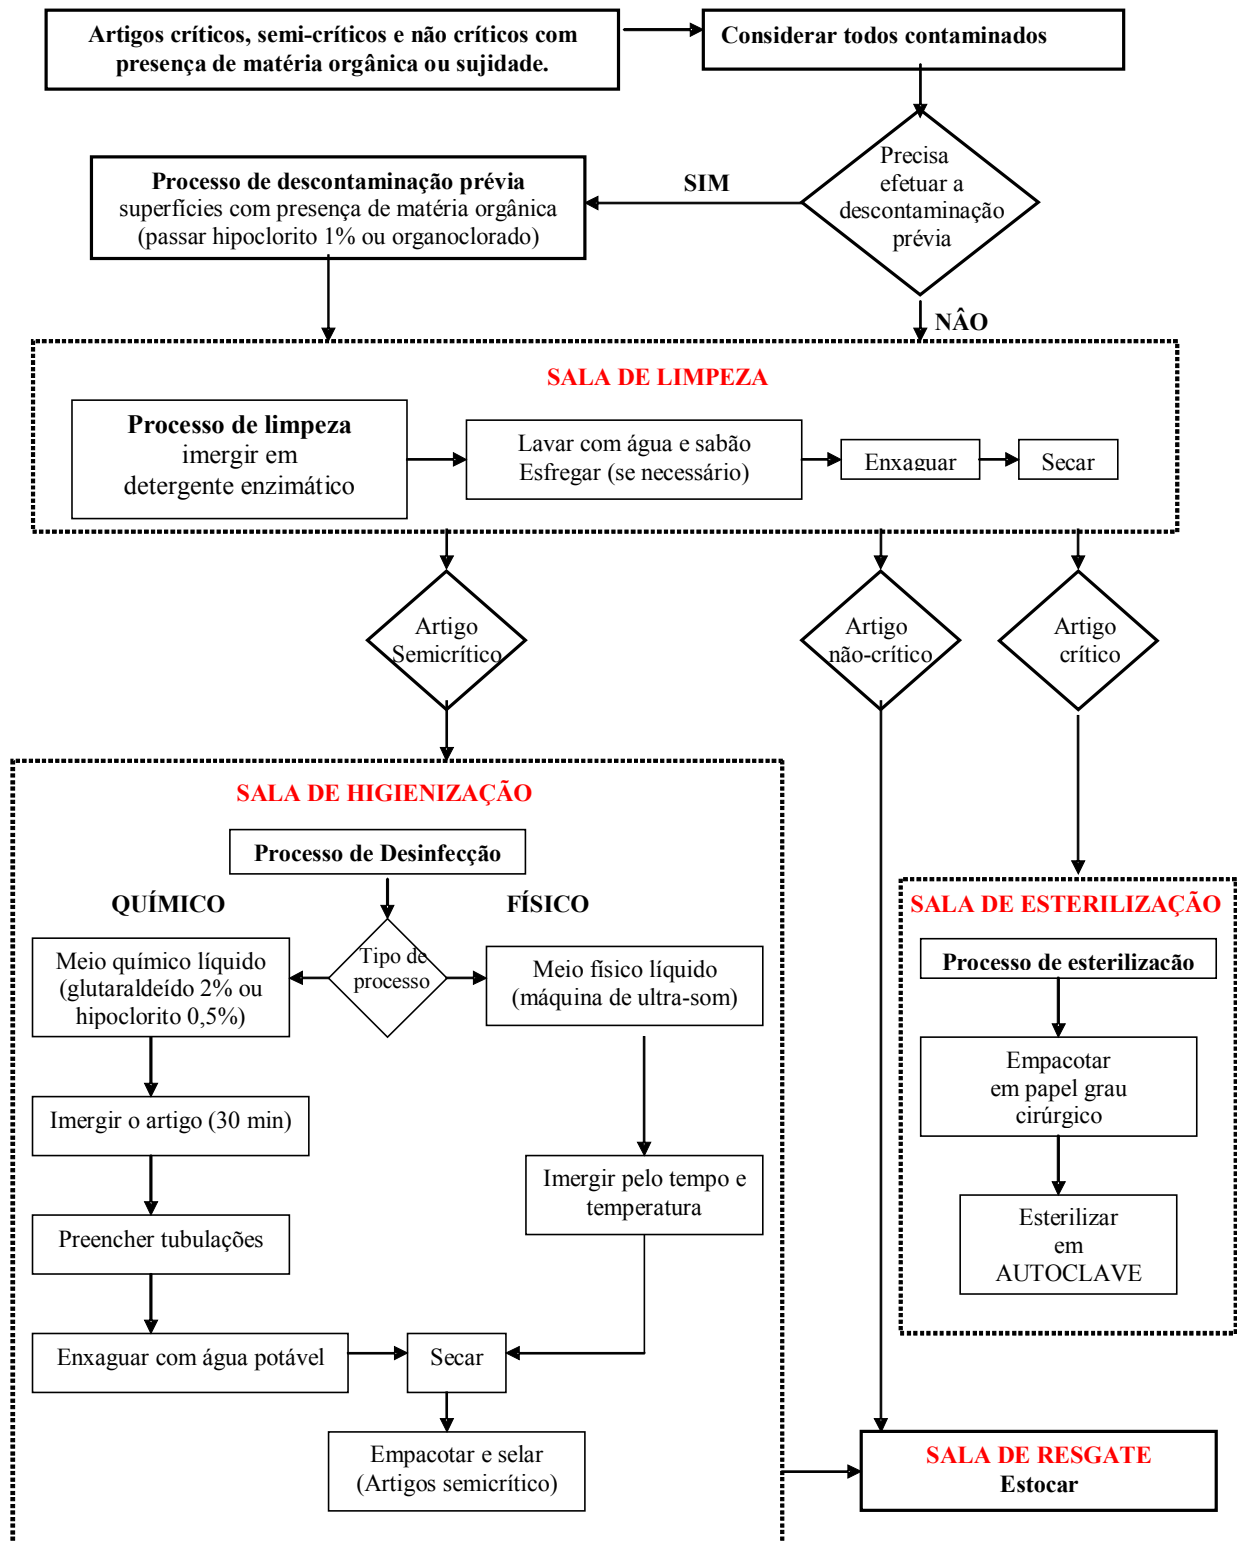 Artigos críticos, semi-críticos e não críticos com
presença de matéria orgânica ou sujidade.
Considerar todos contaminados
Precisa
efetuar a
descontaminação
prévia
SIM
Processo de descontaminação prévia
superfícies com presença de matéria orgânica
(passar hipoclorito 1% ou organoclorado)
NÂO
SALA DE LIMPEZA
Processo de limpeza
imergir em
detergente enzimático
Lavar com água e sabão
Esfregar (se necessário)
Enxaguar
Secar
Artigo
Semicrítico
Artigo
não-crítico
Artigo
crítico
SALA DE HIGIENIZAÇÃO
Processo de Desinfecção
QUÍMICO
FÍSICO
Tipo de
processo
Meio químico líquido
(glutaraldeído 2% ou
hipoclorito 0,5%)
Meio físico líquido
(máquina de ultra-som)
Imergir o artigo (30 min)
Imergir pelo tempo e
temperatura
Preencher tubulações
Enxaguar com água potável
Secar
Empacotar e selar
(Artigos semicrítico)
SALA DE ESTERILIZAÇÃO
Processo de esterilizacão
Empacotar
em papel grau
cirúrgico
Esterilizar
em
AUTOCLAVE
SALA DE RESGATE
Estocar